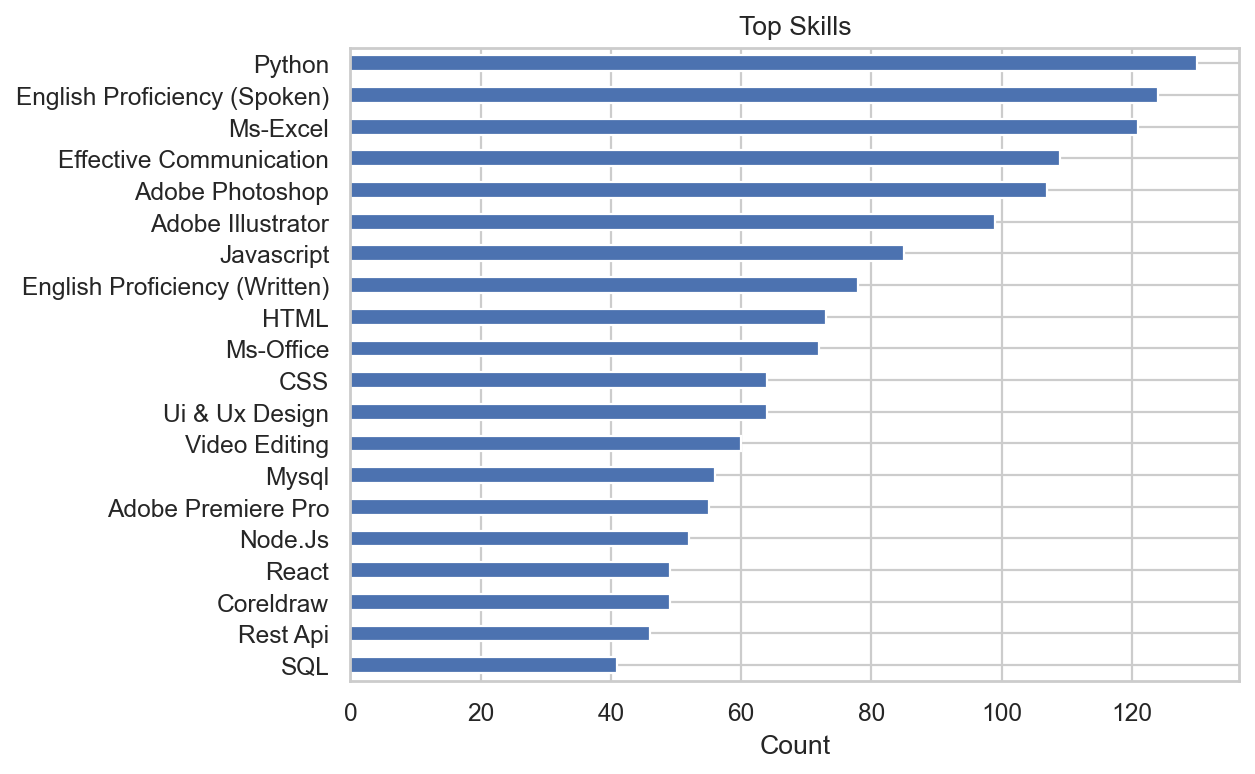 Top Skills
Python
English Proficiency (Spoken)
Ms-Excel
Effective Communication
Adobe Photoshop
Adobe Illustrator
Javascript
English Proficiency (Written)
HTML
Ms-Office
CSS
Ui & Ux Design
Video Editing
Mysql
Adobe Premiere Pro
Node.Js
React
Coreldraw
Rest Api
SQL
0 20 40 60 80 100 120
Count